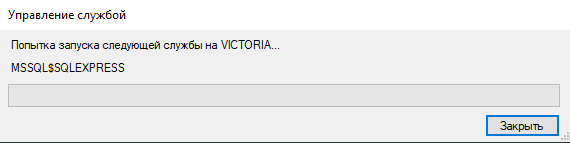 Управление службой
Попытка запуска следующей службы на VICTORIA...
MSSQL$SQLEXPRESS
Закрыть